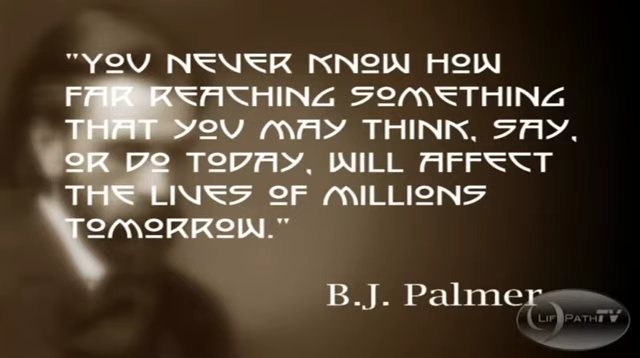 "YOU NEVER KNOW HOW
FAR REACHING SOMETHING
THAT YOU MAY THINK, SAY,
OR DO TODAY, WILL AFFECT
THE LIVES OF MILLIONS
TOMORROW."
B.J. Palmer
LIFE PATH TV